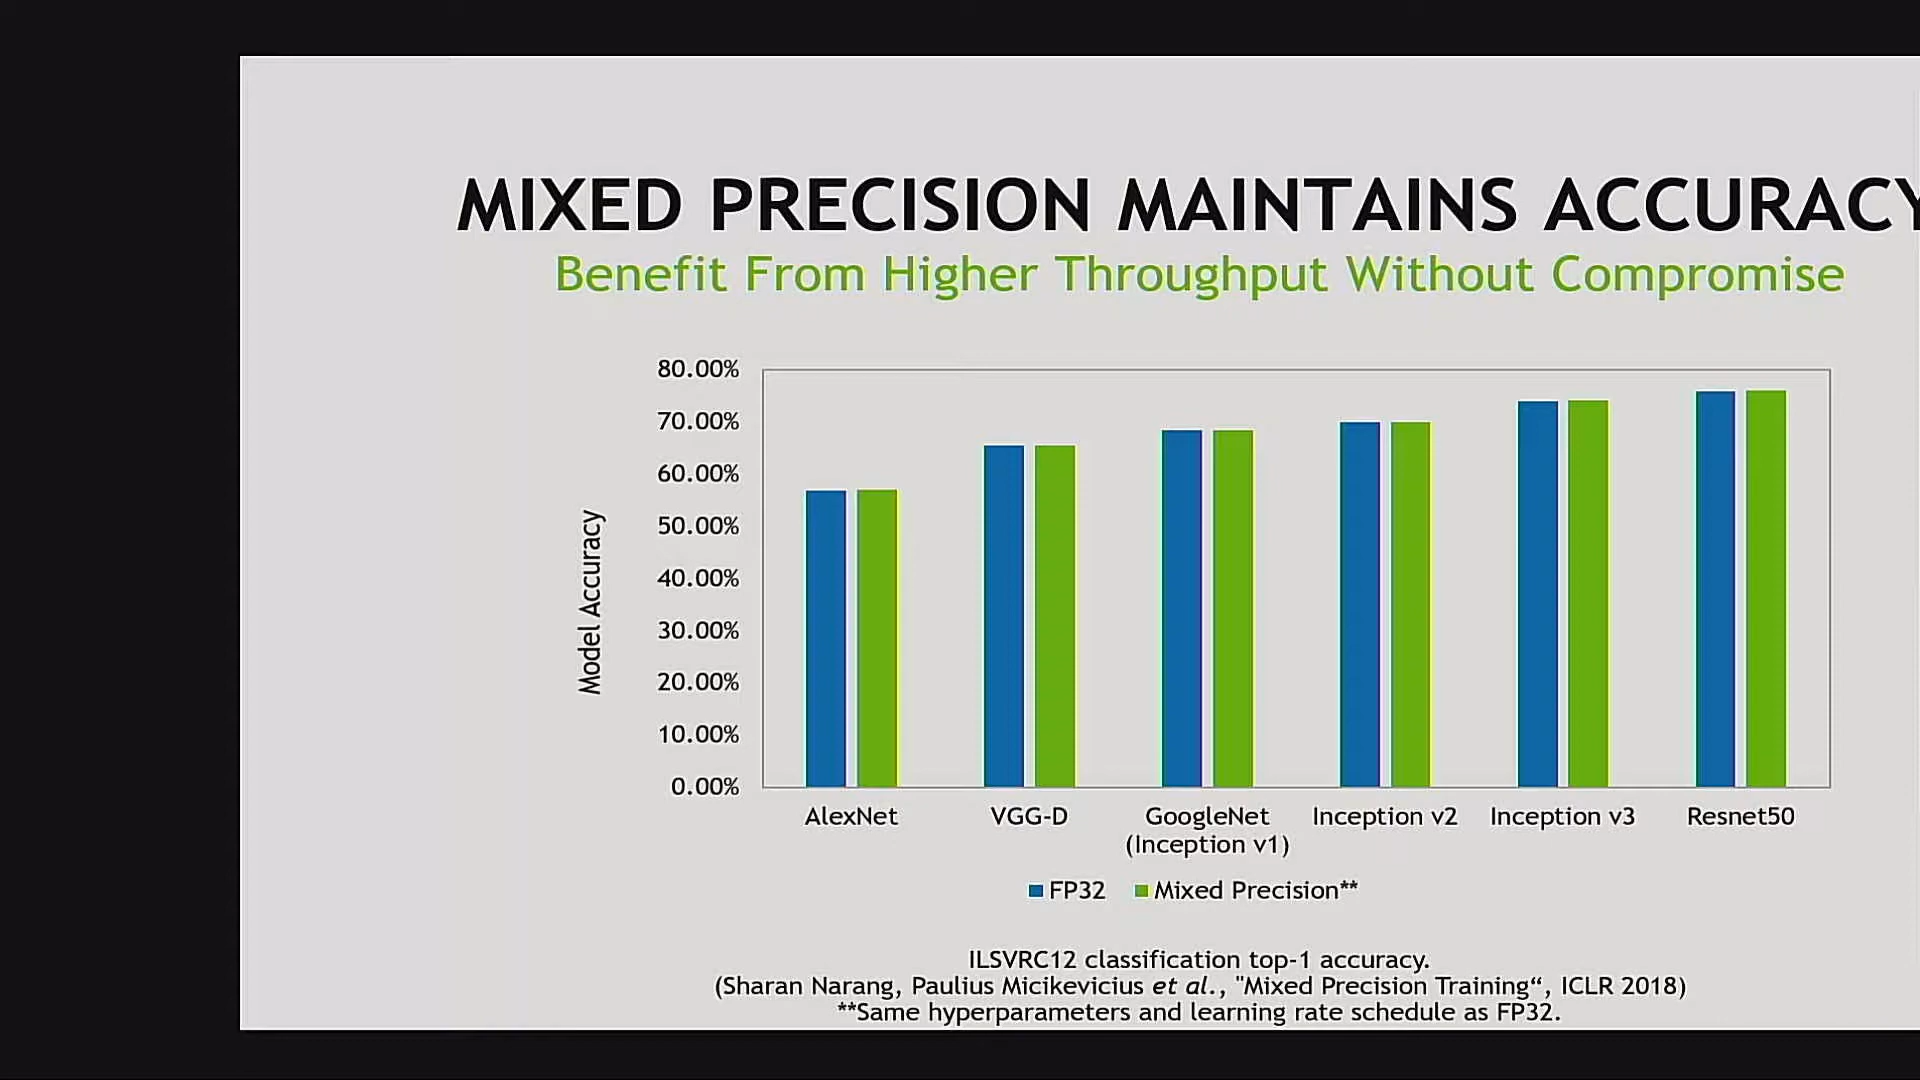 MIXED PRECISION MAINTAINS ACCURACY
Benefit From Higher Throughput Without Compromise
80.00%
70.00%
60.00%
50.00%
40.00%
30.00%
20.00%
10.00%
0.00%
Model Accuracy
AlexNet
VGG-D
GoogleNet
(Inception v1)
Inception v2
Inception v3
Resnet50
FP32
Mixed Precision**
ILSVRC12 classification top-1 accuracy.
(Sharan Narang, Paulius Micikevicius et al., "Mixed Precision Training“, ICLR 2018)
**Same hyperparameters and learning rate schedule as FP32.